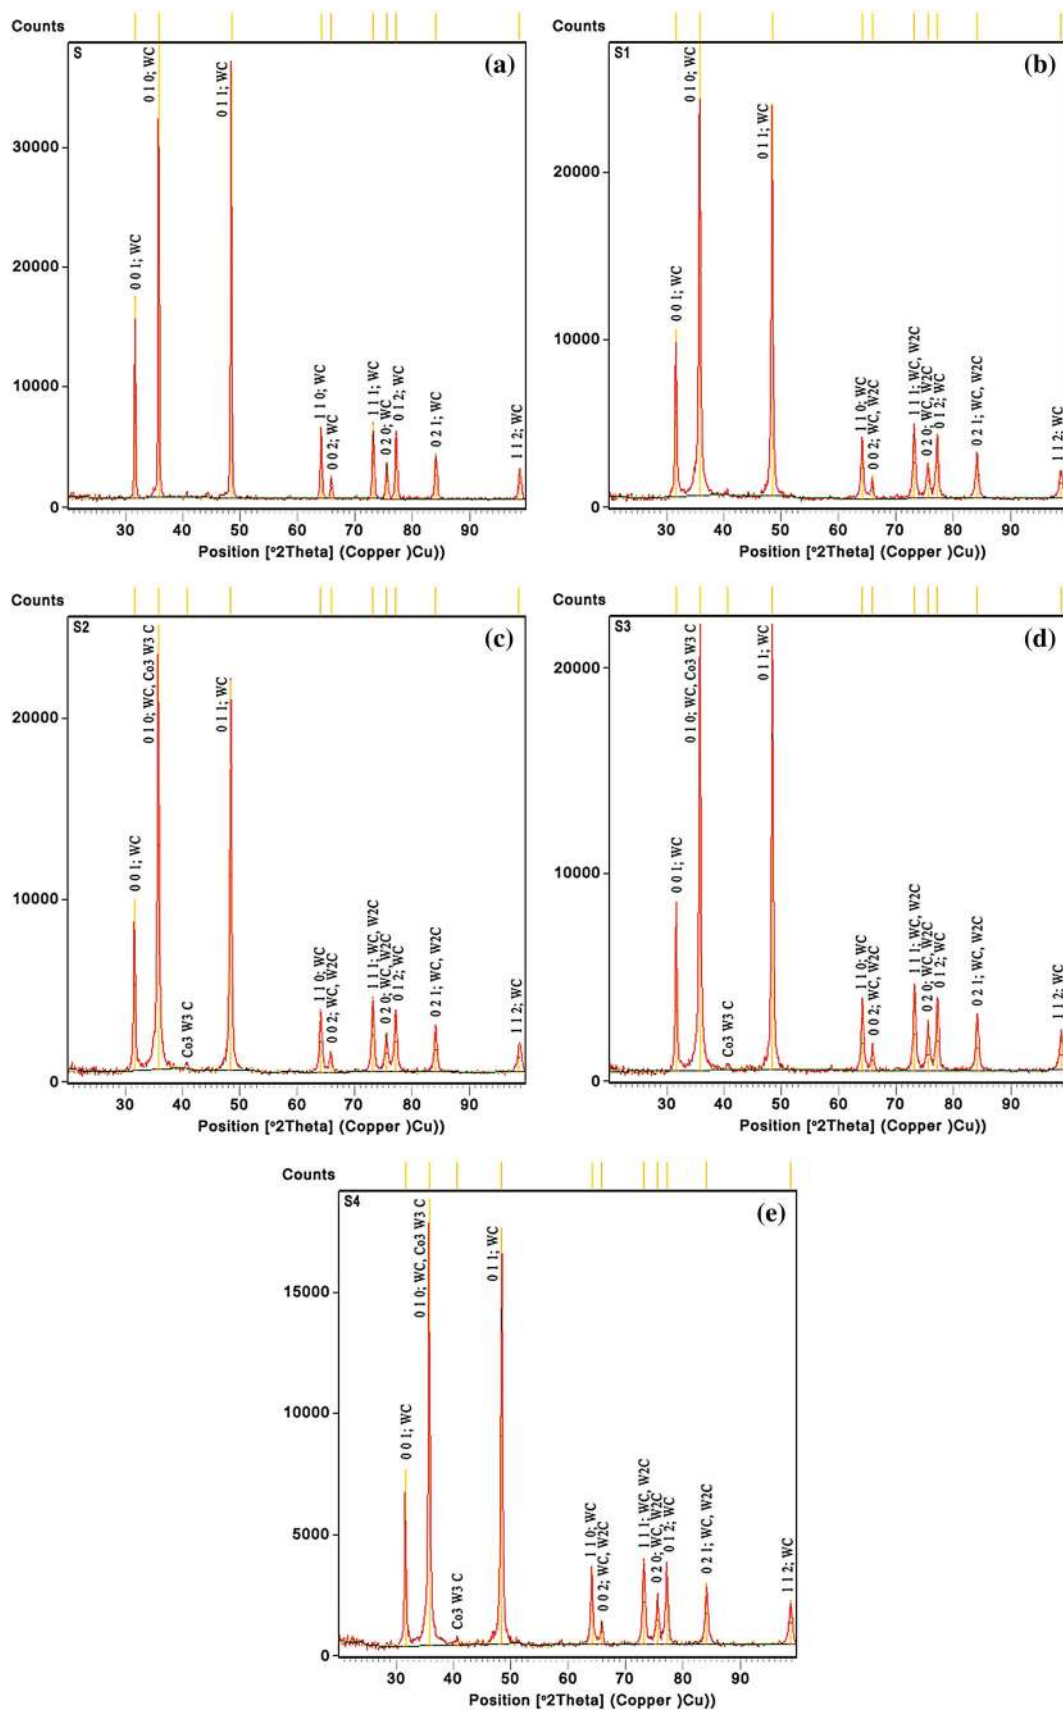 Counts
S
(a)
0 1 0; WC
0 1 1; WC
0 0 1; WC
1 1 0; WC
0 0 2; WC
1 1 1; WC
0 2 0; WC
0 1 2; WC
0 2 1; WC
1 1 2; WC
30000
20000
10000
0
30 40 50 60 70 80 90
Position [°2Theta] (Copper )Cu))
Counts
S1
(b)
0 1 0; WC
0 1 1; WC
0 0 1; WC
1 1 0; WC
0 0 2; WC, W2C
1 1 1; WC, W2C
0 2 0; WC, W2C
0 1 2; WC
0 2 1; WC, W2C
1 1 2; WC
20000
10000
0
30 40 50 60 70 80 90
Position [°2Theta] (Copper )Cu))
Counts
S2
(c)
0 1 0; WC, Co3 W3 C
0 1 1; WC
0 0 1; WC
Co3 W3 C
1 1 0; WC
0 0 2; WC, W2C
1 1 1; WC, W2C
0 2 0; WC, W2C
0 1 2; WC
0 2 1; WC, W2C
1 1 2; WC
20000
10000
0
30 40 50 60 70 80 90
Position [°2Theta] (Copper )Cu))
Counts
S3
(d)
0 1 0; WC, Co3 W3 C
0 1 1; WC
0 0 1; WC
Co3 W3 C
1 1 0; WC
0 0 2; WC, W2C
1 1 1; WC, W2C
0 2 0; WC, W2C
0 1 2; WC
0 2 1; WC, W2C
1 1 2; WC
20000
10000
0
30 40 50 60 70 80 90
Position [°2Theta] (Copper )Cu))
Counts
S4
(e)
0 1 0; WC, Co3 W3 C
0 1 1; WC
0 0 1; WC
Co3 W3 C
1 1 0; WC
0 0 2; WC, W2C
1 1 1; WC, W2C
0 2 0; WC, W2C
0 1 2; WC
0 2 1; WC, W2C
1 1 2; WC
15000
10000
5000
0
30 40 50 60 70 80 90
Position [°2Theta] (Copper )Cu))